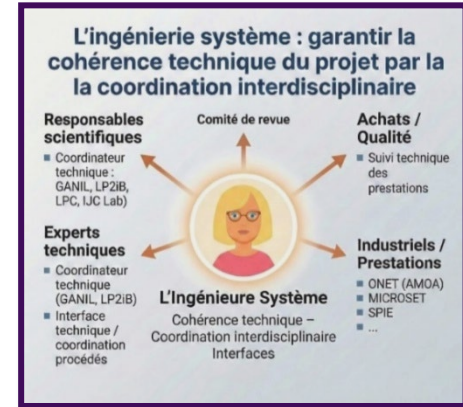 L'ingénierie système : garantir la
cohérence technique du projet par la
la coordination interdisciplinaire
Responsables
scientifiques
▪ Coordinateur
technique :
GANIL, LP2iB,
LPC, IJC Lab)
Comité de revue
Achats /
Qualité
▪ Suivi technique
des
prestations
Experts
techniques
▪ Coordinateur
technique
(GANIL, LP2iB)
▪ Interface
technique /
coordination
procédés
L'Ingénieure Système
Cohérence technique –
Coordination interdisciplinaire
Interfaces
Industriels /
Prestations
▪ ONET (AMOA)
▪ MICROSET
▪ SPIE
▪ ...